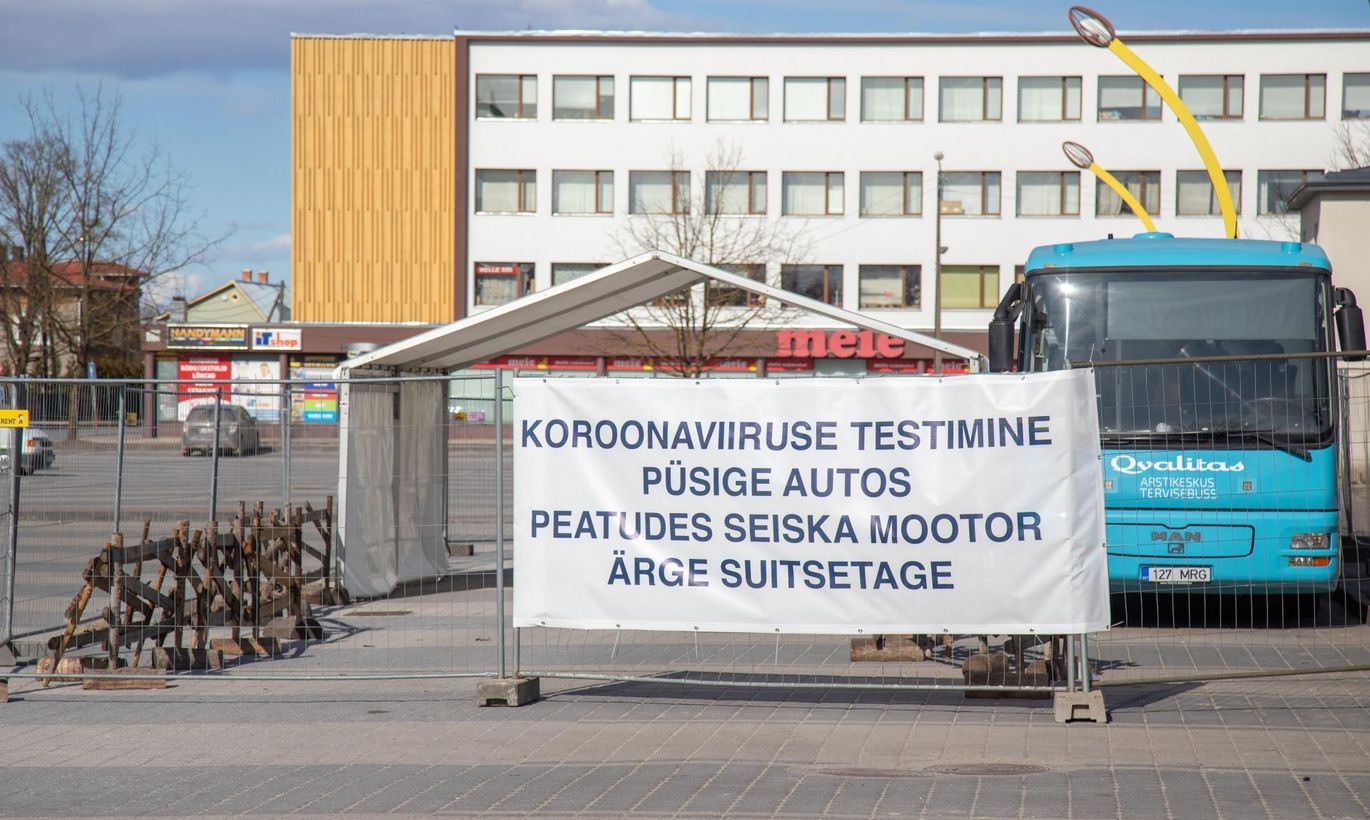 HANDYMANN
iT shop
meie
KOROONAVIIRUSE TESTIMINE
PÜSIGE AUTOS
PEATUDES SEISKA MOOTOR
ÄRGE SUITSETAGE
Qvalitas
ARSTIKESKUS
TERVISEBUSS
MAN
127 MRG
RENT